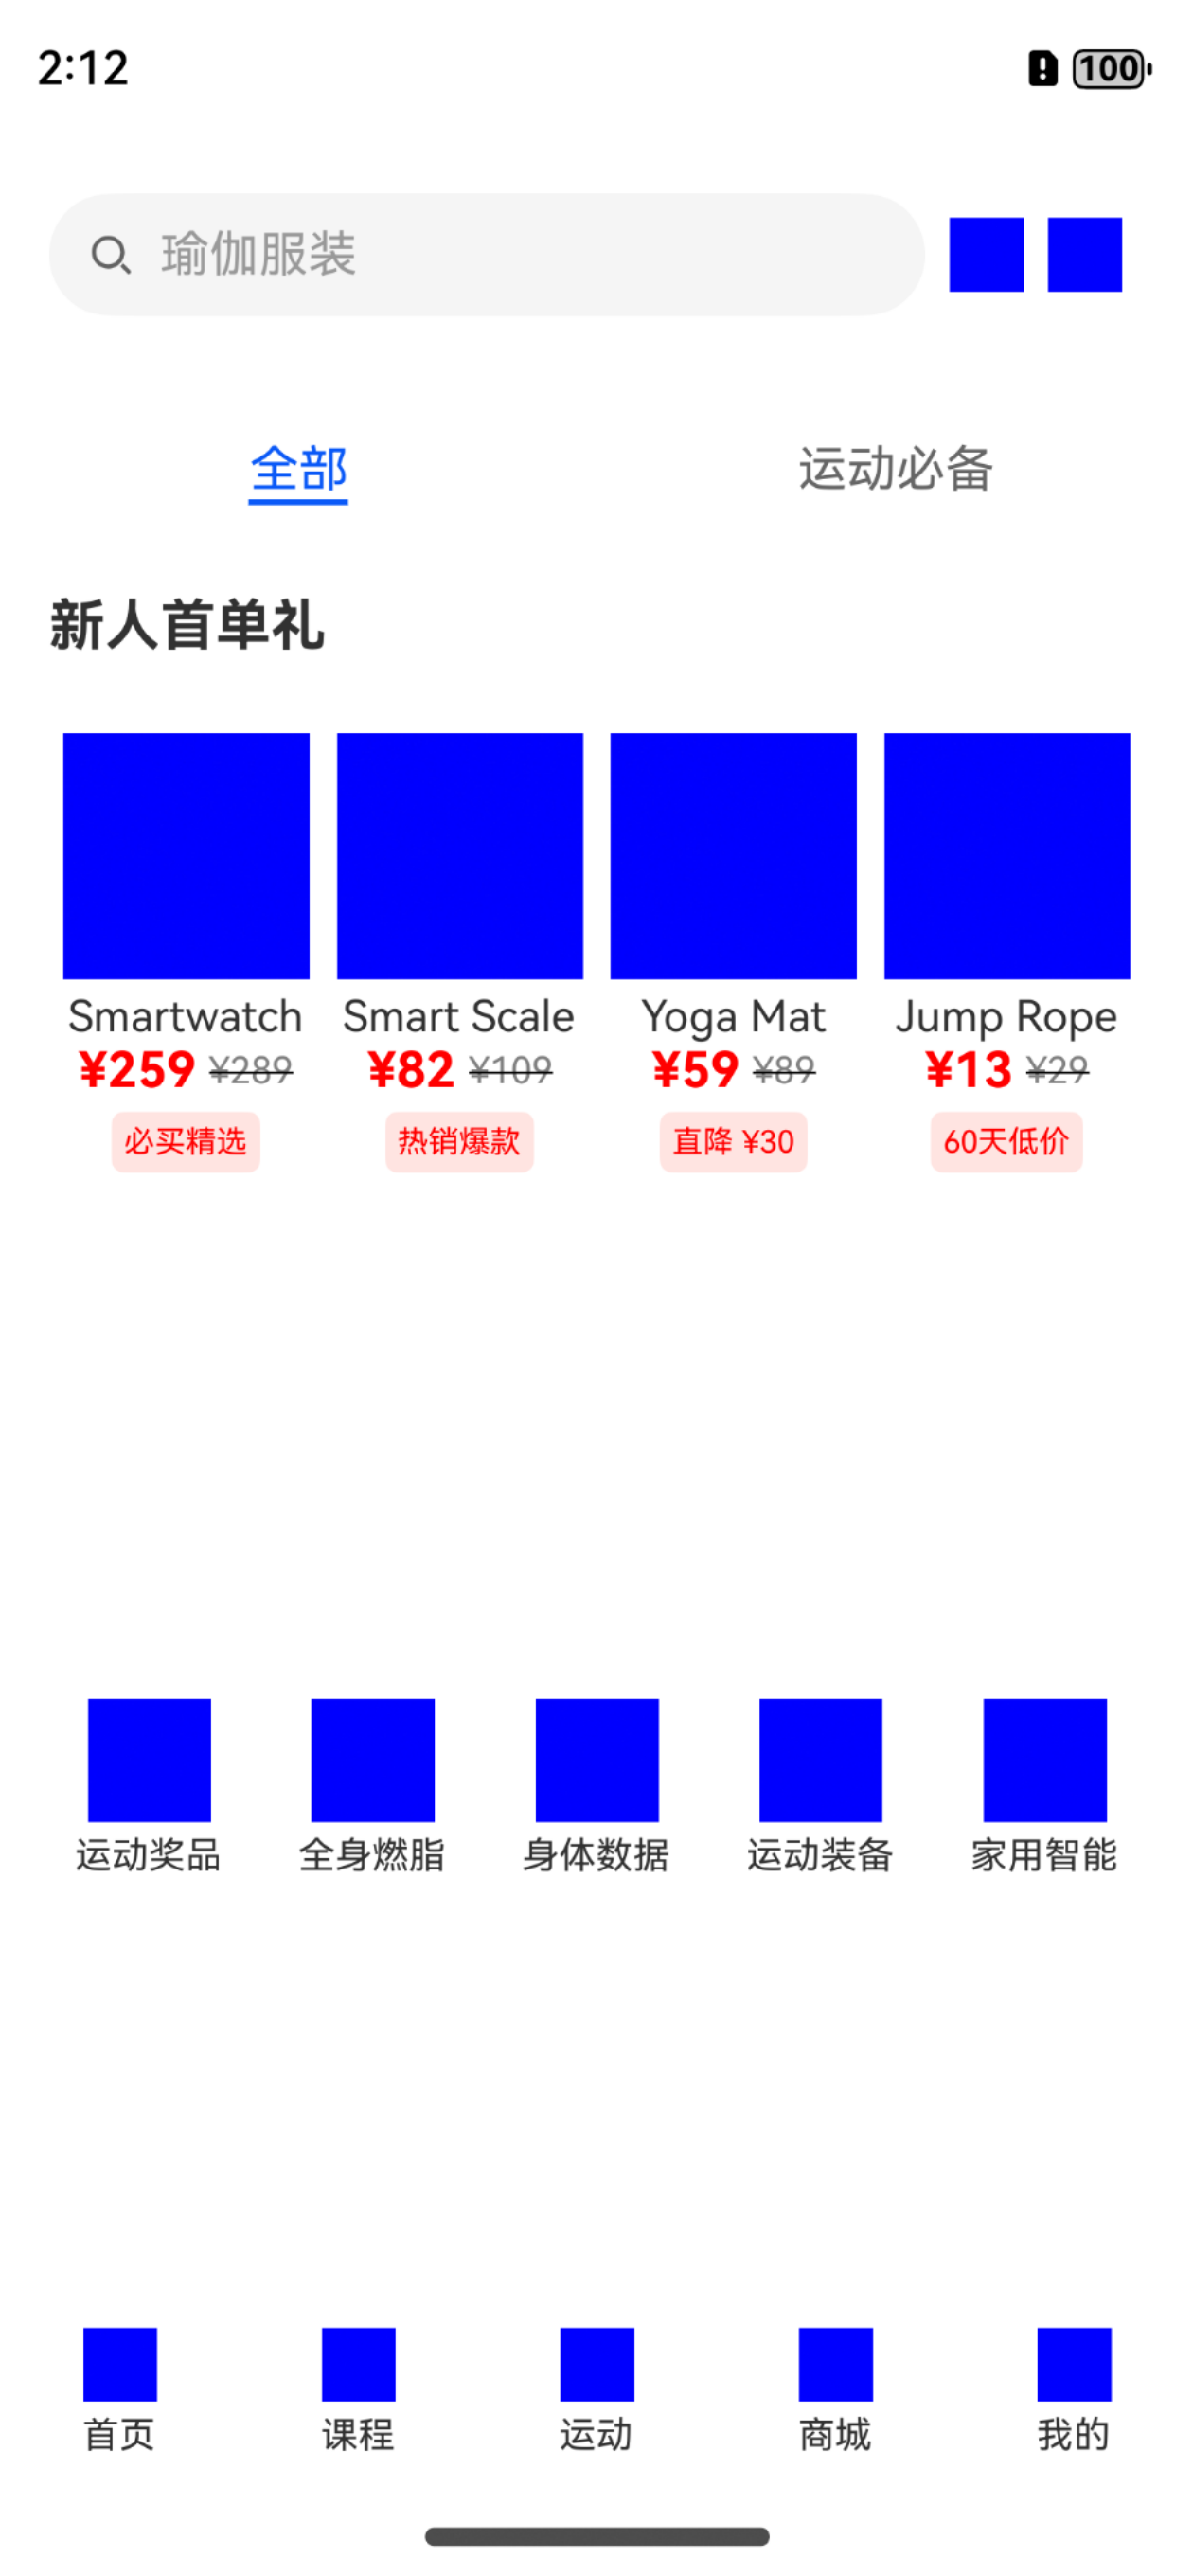 2:12
100
瑜伽服装
全部 运动必备
新人首单礼
Smartwatch Smart Scale Yoga Mat Jump Rope
¥259 ¥289 ¥82 ¥109 ¥59 ¥89 ¥13 ¥29
必买精选 热销爆款 直降 ¥30 60天低价
运动奖品 全身燃脂 身体数据 运动装备 家用智能
首页 课程 运动 商城 我的